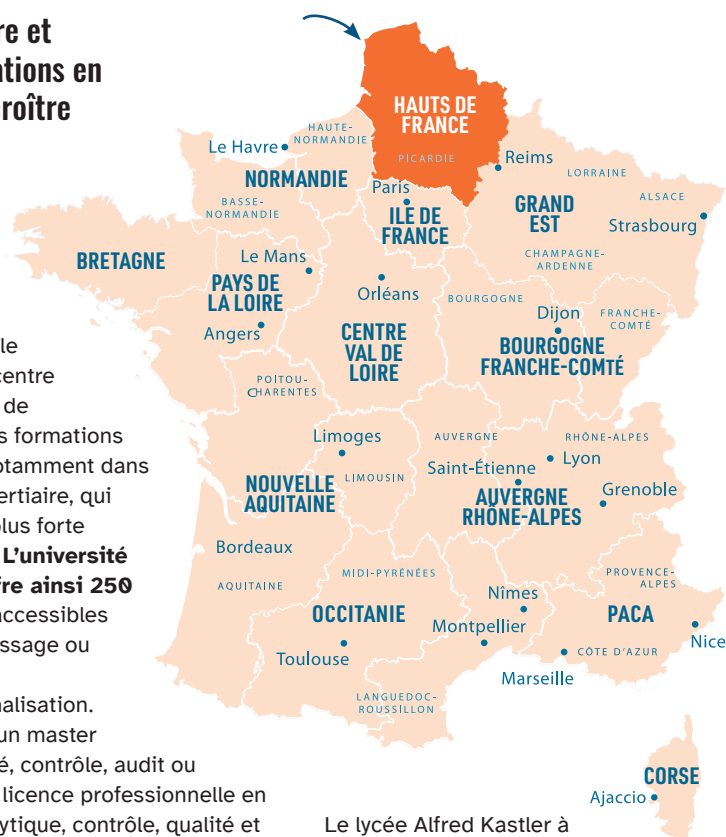 re et
ations en
croître
HAUTS DE
FRANCE
PICARDIE
HAUTE-
NORMANDIE
Le Havre
NORMANDIE
BASSE-
NORMANDIE
Reims
LORRAINE
ALSACE
Strasbourg
GRAND
EST
CHAMPAGNE-
ARDENNE
Paris
ILE DE
FRANCE
BRETAGNE
Le Mans
PAYS DE
LA LOIRE
Angers
Orléans
CENTRE
VAL DE
LOIRE
BOURGOGNE
Dijon
FRANCHE-
COMTÉ
BOURGOGNE
FRANCHE-COMTÉ
POITOU-
CHARENTES
Limoges
LIMOUSIN
NOUVELLE
AQUITAINE
AUVERGNE
RHÔNE-ALPES
Lyon
Saint-Étienne
Grenoble
AUVERGNE
RHÔNE-ALPES
Bordeaux
AQUITAINE
MIDI-PYRÉNÉES
OCCITANIE
Toulouse
Nîmes
Montpellier
LANGUEDOC-
ROUSSILLON
PROVENCE-
ALPES
PACA
CÔTE D'AZUR
Nice
Marseille
CORSE
Ajaccio
le
centre
de
s formations
otamment dans
ertiaire, qui
plus forte
L'université
fre ainsi 250
accessibles
issage ou
nalisation.
un master
é, contrôle, audit ou
licence professionnelle en
lytique, contrôle, qualité et
Le lycée Alfred Kastler à